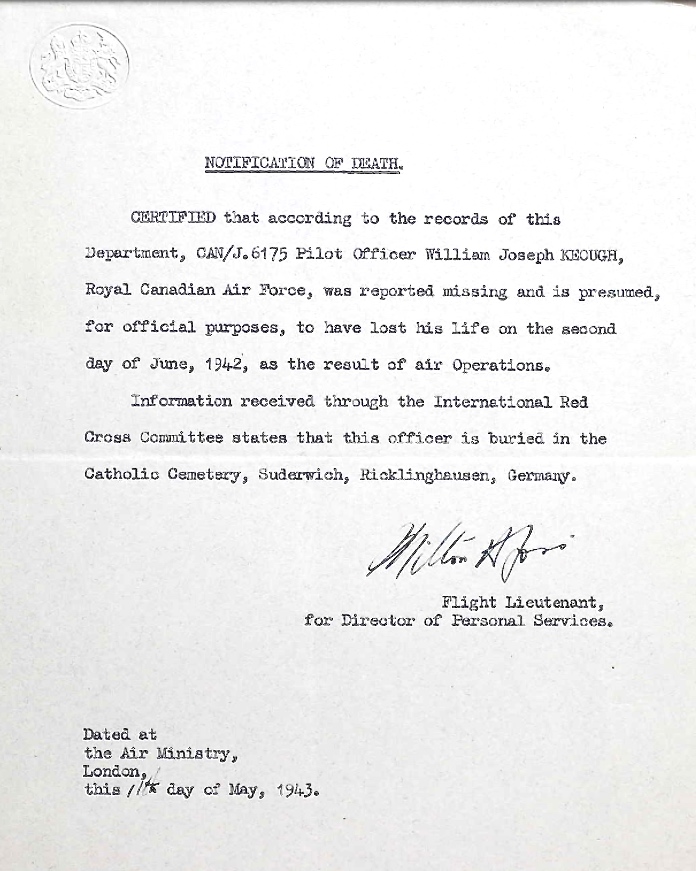 NOTIFICATION OF DEATH.
CERTIFIED that according to the records of this
Department, CAN/J.6175 Pilot Officer William Joseph KEOUGH,
Royal Canadian Air Force, was reported missing and is presumed,
for official purposes, to have lost his life on the second
day of June, 1942, as the result of air Operations.
Information received through the International Red
Cross Committee states that this officer is buried in the
Catholic Cemetery, Suderwich, Ricklinghausen, Germany.
Milton
Flight Lieutenant,
for Director of Personal Services.
Dated at
the Air Ministry,
London,
this 11th day of May, 1943.